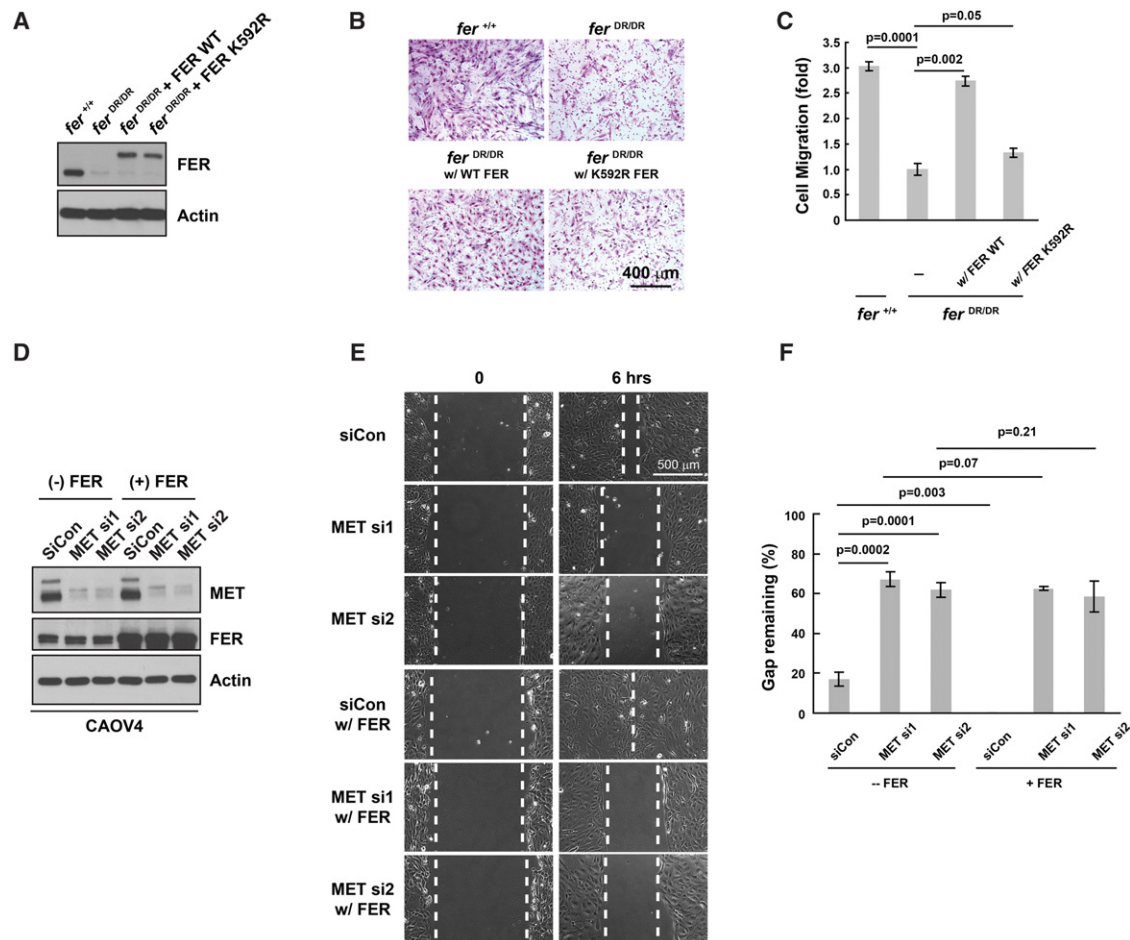 A
fer +/+
fer DR/DR
fer DR/DR + FER WT
fer DR/DR + FER K592R
FER
Actin
B
fer +/+
fer DR/DR
fer DR/DR
w/ WT FER
fer DR/DR
w/ K592R FER
400 µm
C
p=0.05
p=0.0001
p=0.002
Cell Migration (fold)
3.5
3.0
2.5
2.0
1.5
1.0
0.5
0
–
w/ FER WT
w/ FER K592R
fer +/+
fer DR/DR
D
(-) FER
(+) FER
SiCon
MET si1
MET si2
SiCon
MET si1
MET si2
MET
FER
Actin
CAOV4
E
0
6 hrs
siCon
500 µm
MET si1
MET si2
siCon
w/ FER
MET si1
w/ FER
MET si2
w/ FER
F
p=0.21
p=0.07
p=0.003
p=0.0001
p=0.0002
Gap remaining (%)
100
80
60
40
20
0
siCon
MET si1
MET si2
siCon
MET si1
MET si2
-- FER
+ FER